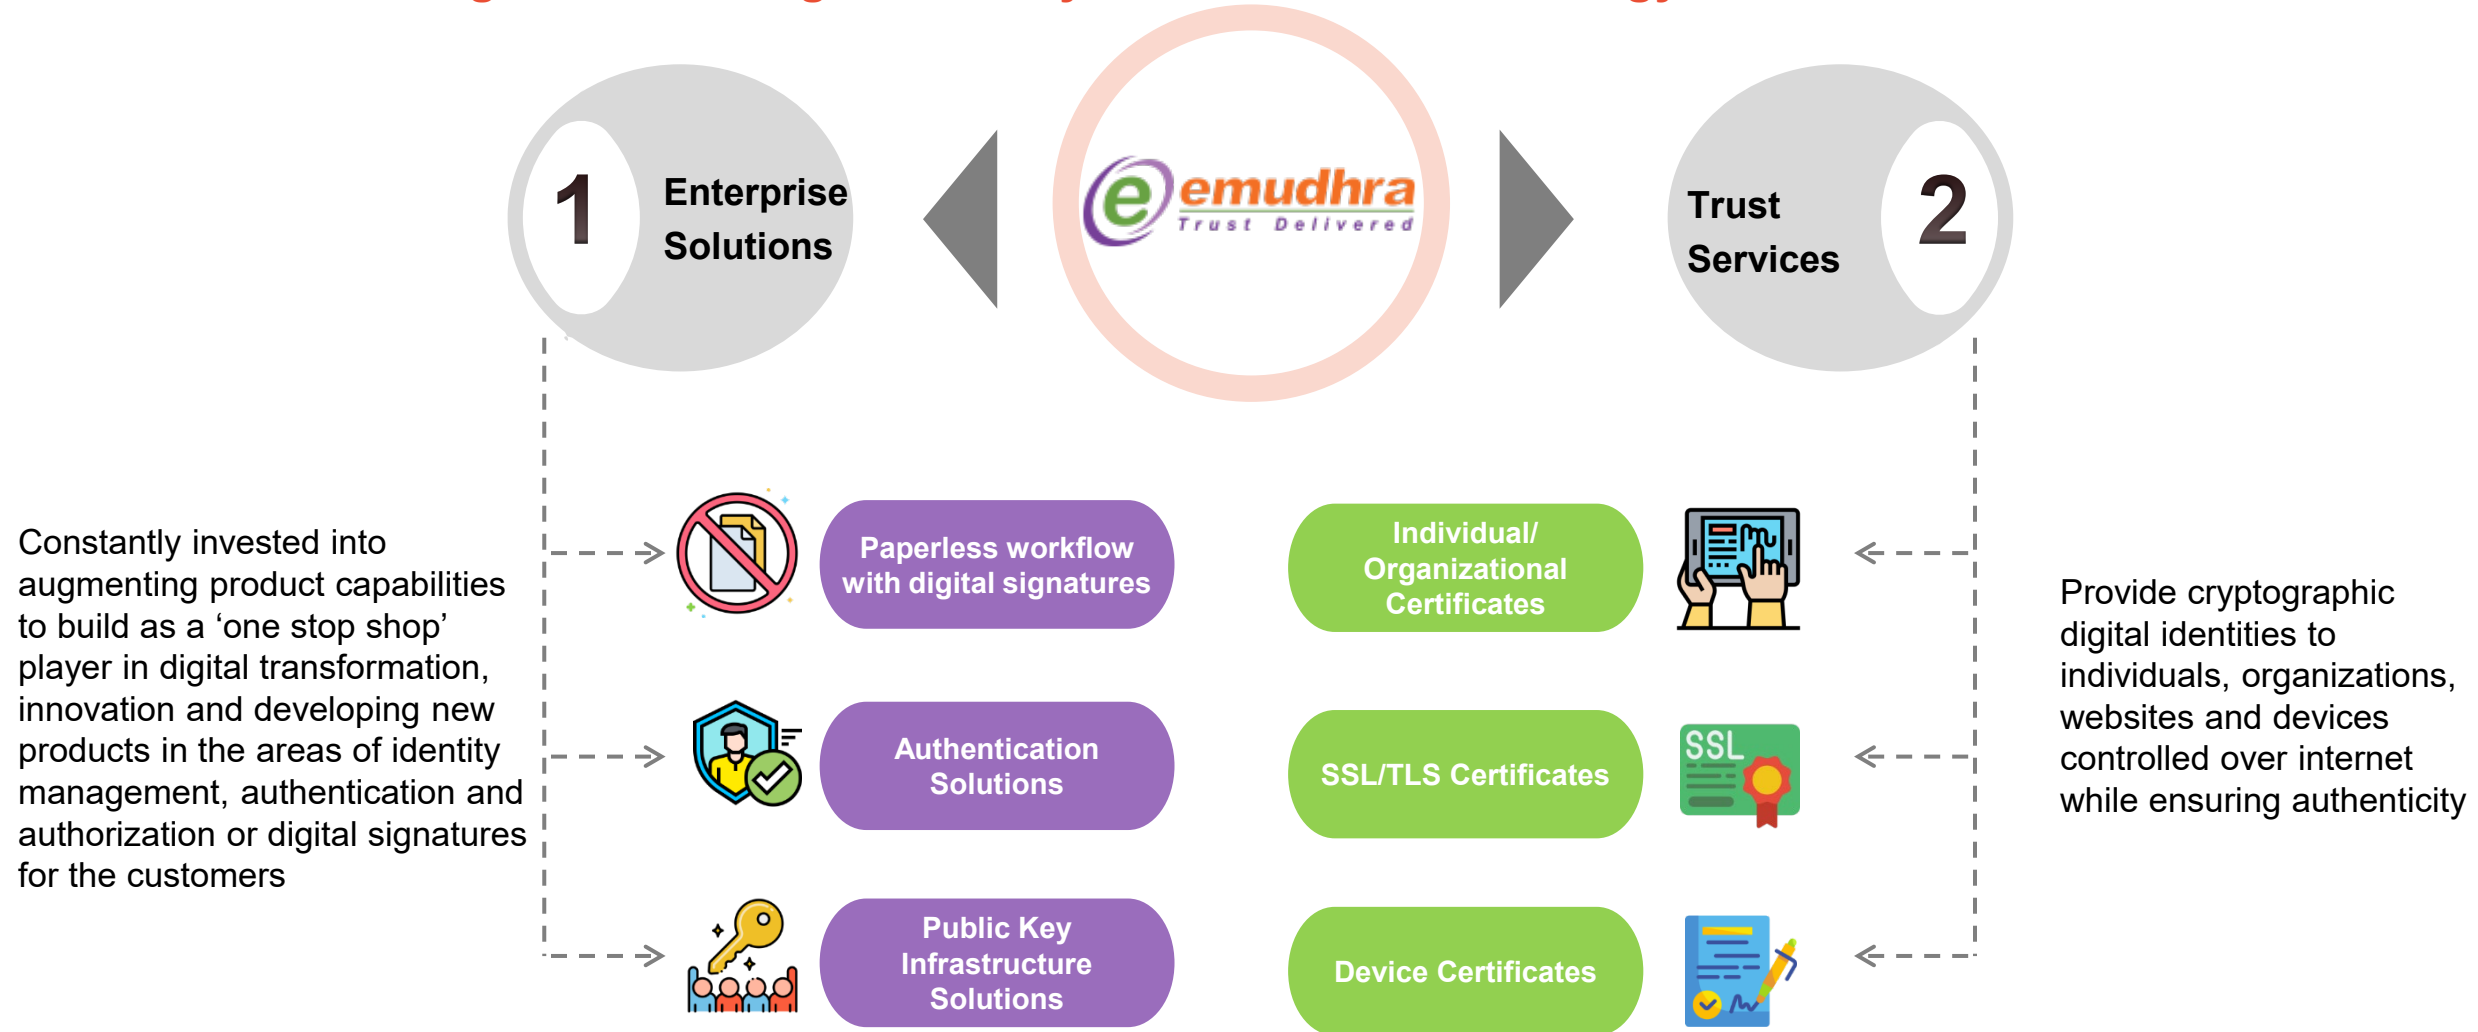 1
Enterprise
Solutions
emudhra
Trust Delivered
Trust
Services
2
Constantly invested into
augmenting product capabilities
to build as a ‘one stop shop’
player in digital transformation,
innovation and developing new
products in the areas of identity
management, authentication and
authorization or digital signatures
for the customers
Paperless workflow
with digital signatures
Authentication
Solutions
Public Key
Infrastructure
Solutions
Individual/
Organizational
Certificates
SSL/TLS Certificates
Device Certificates
SSL
Provide cryptographic
digital identities to
individuals, organizations,
websites and devices
controlled over internet
while ensuring authenticity